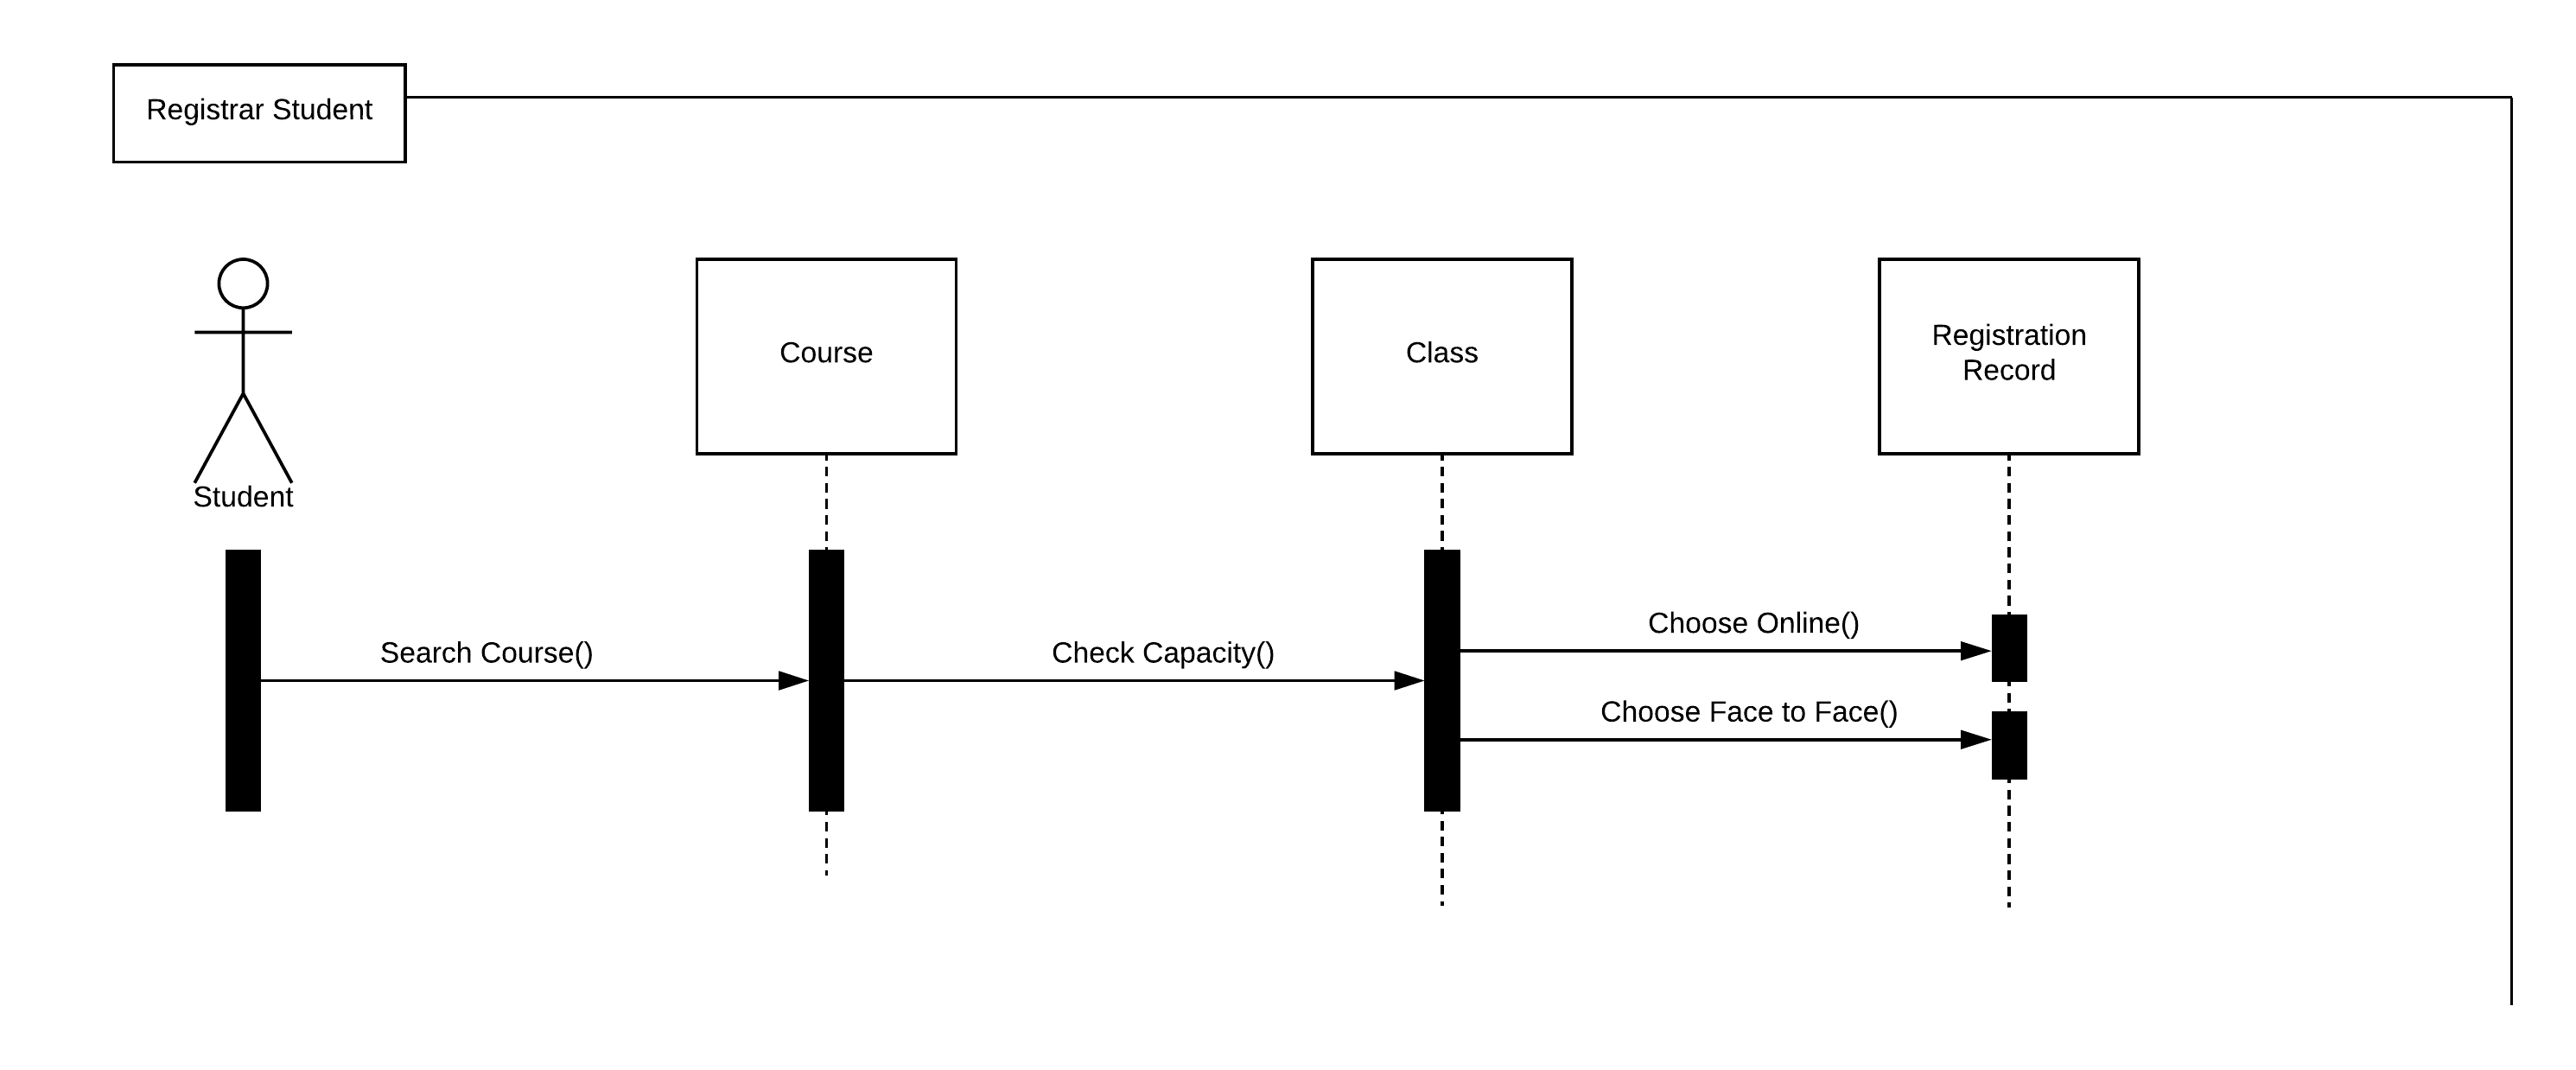 Registrar Student
Student
Course
Class
Registration
Record
Search Course()
Check Capacity()
Choose Online()
Choose Face to Face()